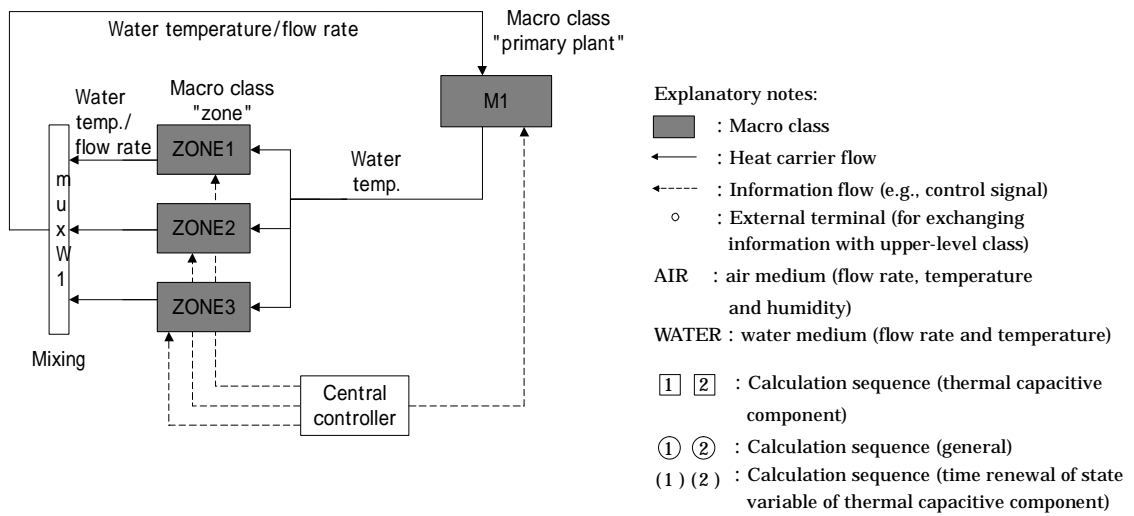 Water temperature/flow rate
Macro class
"primary plant"
M1
Water
temp./
flow rate
Macro class
"zone"
ZONE1
ZONE2
ZONE3
Water
temp.
m
u
x
W
1
Mixing
Central
controller
Explanatory notes:
: Macro class
: Heat carrier flow
: Information flow (e.g., control signal)
: External terminal (for exchanging
information with upper-level class)
AIR : air medium (flow rate, temperature
and humidity)
WATER : water medium (flow rate and temperature)
1 2 : Calculation sequence (thermal capacitive
component)
1 2 : Calculation sequence (general)
(1) (2) : Calculation sequence (time renewal of state
variable of thermal capacitive component)